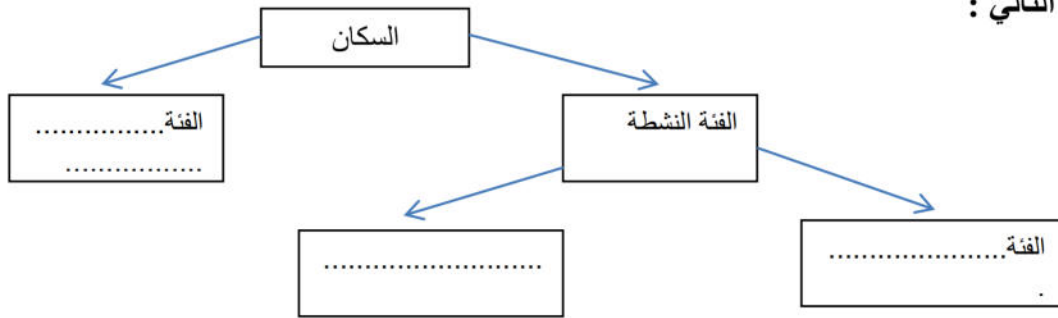 التالي :
السكان
الفئة النشطة
الفئة................
.................
الفئة......................
.
...........................